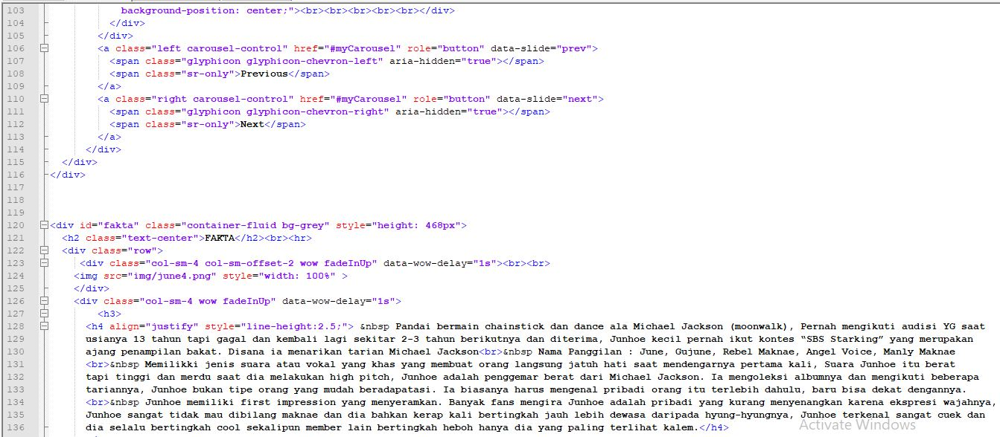 103 background-position: center;"><br><br><br><br><br></div>
104 </div>
105 </div>
106 <a class="left carousel-control" href="#myCarousel" role="button" data-slide="prev">
107 <span class="glyphicon glyphicon-chevron-left" aria-hidden="true"></span>
108 <span class="sr-only">Previous</span>
109 </a>
110 <a class="right carousel-control" href="#myCarousel" role="button" data-slide="next">
111 <span class="glyphicon glyphicon-chevron-right" aria-hidden="true"></span>
112 <span class="sr-only">Next</span>
113 </a>
114 </div>
115 </div>
116 </div>
117
118
119
120 <div id="fakta" class="container-fluid bg-grey" style="height: 468px">
121 <h2 class="text-center">FAKTA</h2><br><hr>
122 <div class="row">
123 <div class="col-sm-4 col-sm-offset-2 wow fadeInUp" data-wow-delay="1s"><br><br>
124 <img src="img/june4.png" style="width: 100%" >
125 </div>
126 <div class="col-sm-4 wow fadeInUp" data-wow-delay="1s">
127 <h3>
128 <h4 align="justify" style="line-height:2.5;"> &nbsp Pandai bermain chainstick dan dance ala Michael Jackson (moonwalk), Pernah mengikuti audisi YG saat
129 usianya 13 tahun tapi gagal dan kembali lagi sekitar 2-3 tahun berikutnya dan diterima, Junhoe kecil pernah ikut kontes “SBS Starking” yang merupakan
130 ajang penampilan bakat. Disana ia menarikan tarian Michael Jackson<br>&nbsp Nama Panggilan : June, Gujune, Rebel Maknae, Angel Voice, Manly Maknae
131 <br>&nbsp Memilikki jenis suara atau vokal yang khas yang membuat orang langsung jatuh hati saat mendengarnya pertama kali, Suara Junhoe itu berat
132 tapi tinggi dan merdu saat dia melakukan high pitch, Junhoe adalah penggemar berat dari Michael Jackson. Ia mengoleksi albumnya dan mengikuti beberapa
133 tariannya, Junhoe bukan tipe orang yang mudah beradapatasi. Ia biasanya harus mengenal pribadi orang itu terlebih dahulu, baru bisa dekat dengannya.
134 <br>&nbsp Junhoe memiliki first impression yang menyeramkan. Banyak fans mengira Junhoe adalah pribadi yang kurang menyenangkan karena ekspresi wajahnya,
135 Junhoe sangat tidak mau dibilang maknae dan dia bahkan kerap kali bertingkah jauh lebih dewasa daripada hyung-hyungnya, Junhoe terkenal sangat cuek dan
136 dia selalu bertingkah cool sekalipun member lain bertingkah heboh hanya dia yang paling terlihat kalem.</h4>
Activate Windows